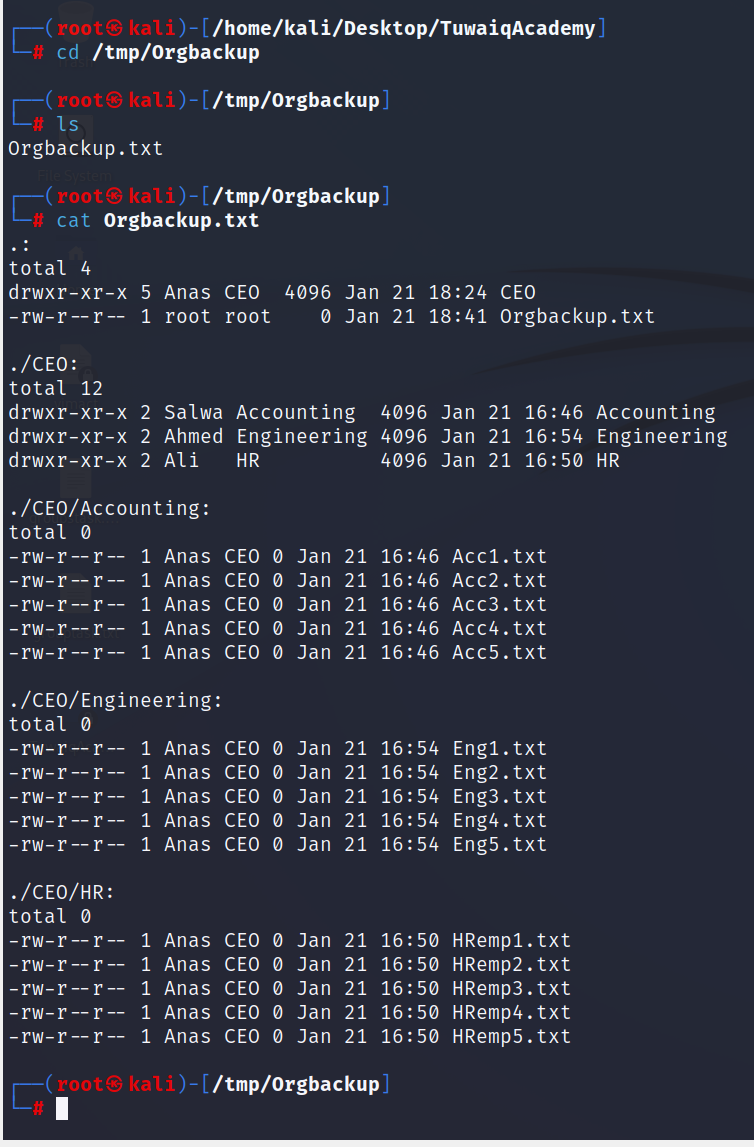 ┌──(root㉿kali)-[/home/kali/Desktop/TuwaiqAcademy]
└─# cd /tmp/Orgbackup

┌──(root㉿kali)-[/tmp/Orgbackup]
└─# ls
Orgbackup.txt

┌──(root㉿kali)-[/tmp/Orgbackup]
└─# cat Orgbackup.txt
.:
total 4
drwxr-xr-x 5 Anas CEO  4096 Jan 21 18:24 CEO
-rw-r--r-- 1 root root    0 Jan 21 18:41 Orgbackup.txt

./CEO:
total 12
drwxr-xr-x 2 Salwa Accounting  4096 Jan 21 16:46 Accounting
drwxr-xr-x 2 Ahmed Engineering 4096 Jan 21 16:54 Engineering
drwxr-xr-x 2 Ali   HR          4096 Jan 21 16:50 HR

./CEO/Accounting:
total 0
-rw-r--r-- 1 Anas CEO 0 Jan 21 16:46 Acc1.txt
-rw-r--r-- 1 Anas CEO 0 Jan 21 16:46 Acc2.txt
-rw-r--r-- 1 Anas CEO 0 Jan 21 16:46 Acc3.txt
-rw-r--r-- 1 Anas CEO 0 Jan 21 16:46 Acc4.txt
-rw-r--r-- 1 Anas CEO 0 Jan 21 16:46 Acc5.txt

./CEO/Engineering:
total 0
-rw-r--r-- 1 Anas CEO 0 Jan 21 16:54 Eng1.txt
-rw-r--r-- 1 Anas CEO 0 Jan 21 16:54 Eng2.txt
-rw-r--r-- 1 Anas CEO 0 Jan 21 16:54 Eng3.txt
-rw-r--r-- 1 Anas CEO 0 Jan 21 16:54 Eng4.txt
-rw-r--r-- 1 Anas CEO 0 Jan 21 16:54 Eng5.txt

./CEO/HR:
total 0
-rw-r--r-- 1 Anas CEO 0 Jan 21 16:50 HRemp1.txt
-rw-r--r-- 1 Anas CEO 0 Jan 21 16:50 HRemp2.txt
-rw-r--r-- 1 Anas CEO 0 Jan 21 16:50 HRemp3.txt
-rw-r--r-- 1 Anas CEO 0 Jan 21 16:50 HRemp4.txt
-rw-r--r-- 1 Anas CEO 0 Jan 21 16:50 HRemp5.txt

┌──(root㉿kali)-[/tmp/Orgbackup]
└─#